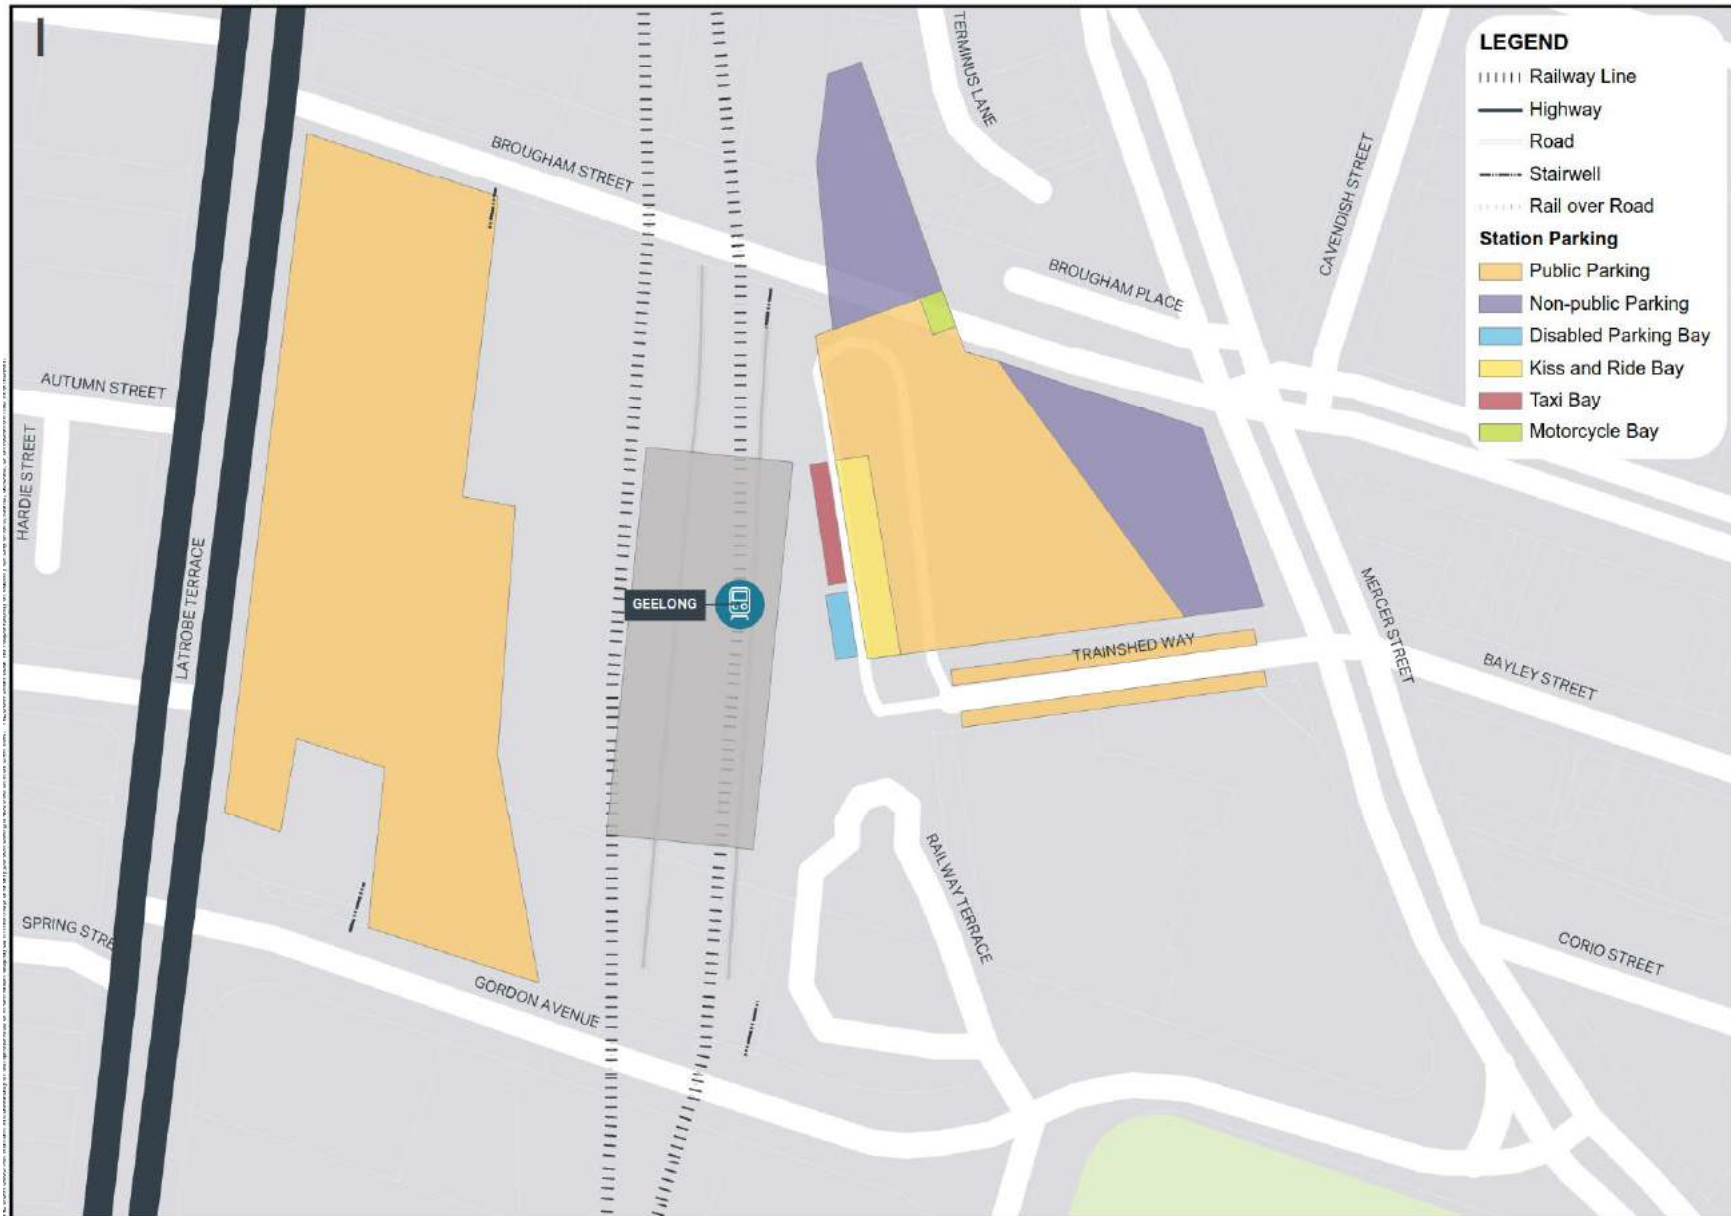 TERMINUS LANE
BROUGHAM STREET
CAVENDISH STREET
BROUGHAM PLACE
AUTUMN STREET
HARDIE STREET
LATROBE TERRACE
GEELONG
TRAINSHED WAY
MERCER STREET
BAYLEY STREET
RAILWAY TERRACE
SPRING STRE
GORDON AVENUE
CORIO STREET
LEGEND
Railway Line
Highway
Road
Stairwell
Rail over Road
Station Parking
Public Parking
Non-public Parking
Disabled Parking Bay
Kiss and Ride Bay
Taxi Bay
Motorcycle Bay